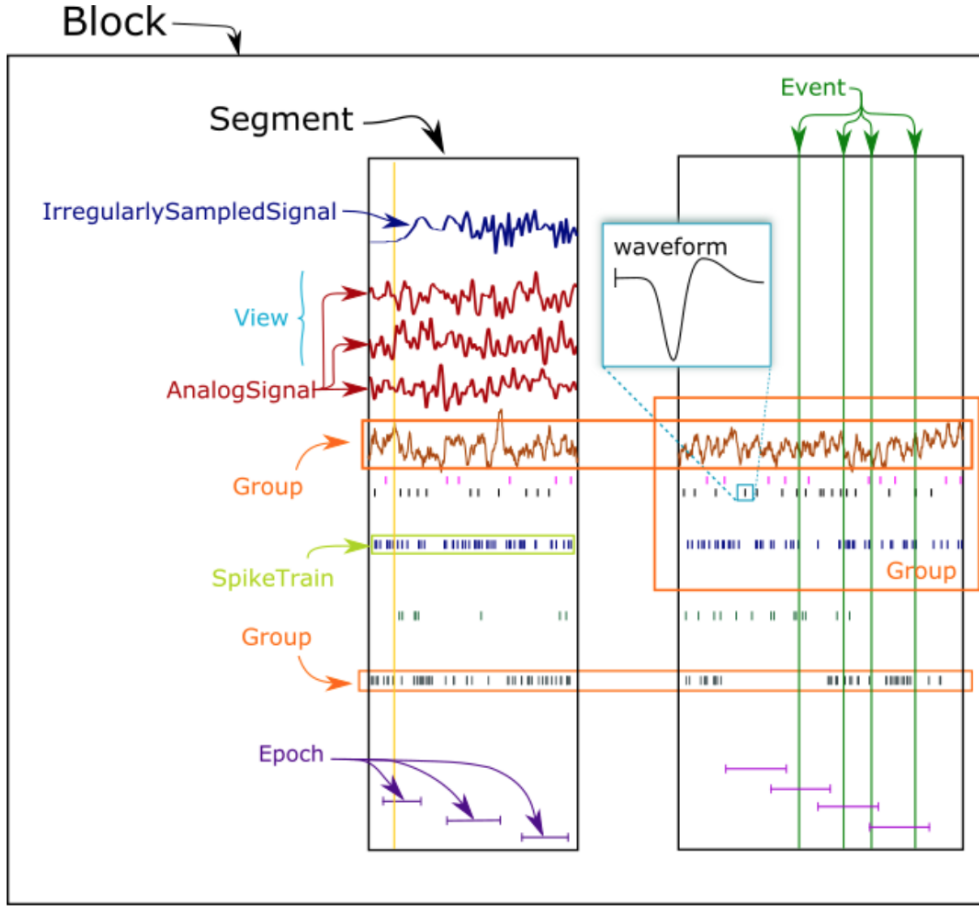 Block
Event
Segment
IrregularlySampledSignal
waveform
View
AnalogSignal
Group
Group
SpikeTrain
Group
Epoch